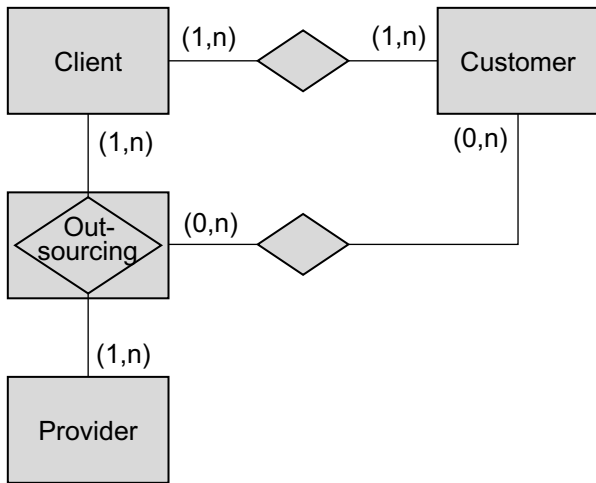 (1,n) (1,n)
Client Customer
(1,n) (0,n)
Out-
sourcing
(0,n)
(1,n)
Provider